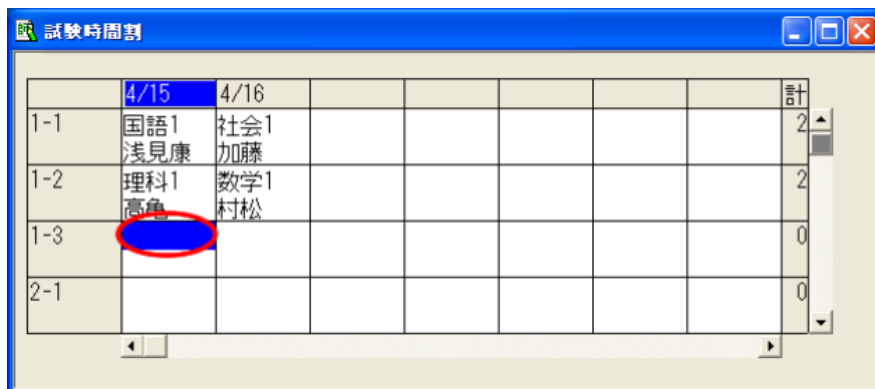 試験時間割
4/15 4/16 計
1-1 国語1 社会1 2
浅見康 加藤
1-2 理科1 数学1 2
高亀 村松
1-3 0
2-1 0